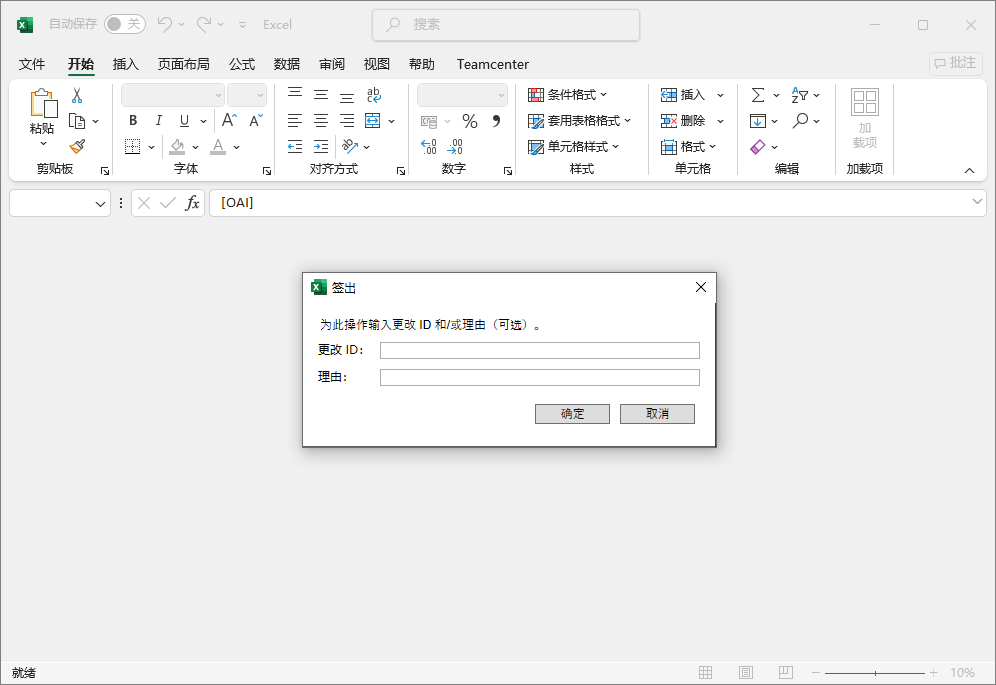 自动保存 关 Excel 搜索
文件 开始 插入 页面布局 公式 数据 审阅 视图 帮助 Teamcenter 批注
粘贴
剪贴板
B I U A A
A
字体
ab
对齐方式
%
.00
.00
数字
条件格式
套用表格格式
单元格样式
样式
插入
删除
格式
单元格
编辑
加
载项
加载项
fx [OAI]
签出
为此操作输入更改 ID 和/或理由（可选）。
更改 ID:
理由:
确定 取消
就绪 10%